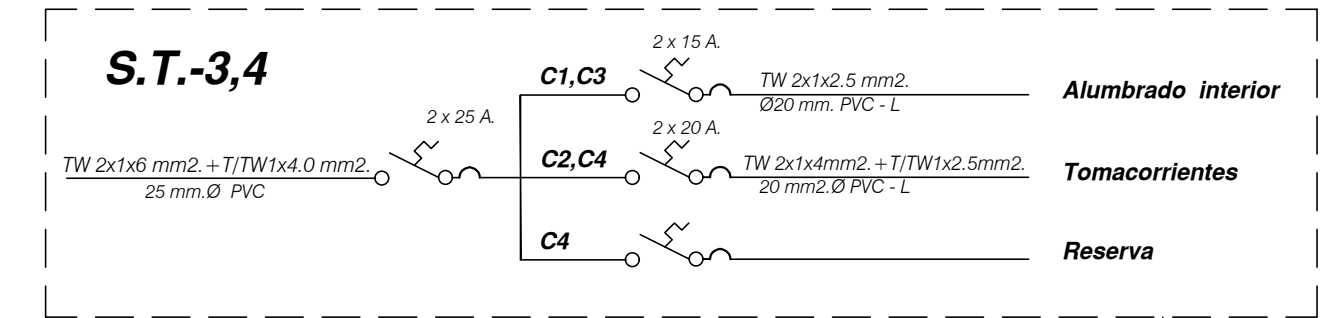 S.T.-3,4
TW 2x1x6 mm2.+T/TW1x4.0 mm2.
25 mm.Ø PVC
2 x 25 A.
C1,C3
2 x 15 A.
TW 2x1x2.5 mm2.
Ø20 mm. PVC - L
Alumbrado interior
C2,C4
2 x 20 A.
TW 2x1x4mm2.+T/TW1x2.5mm2.
20 mm2.Ø PVC - L
Tomacorrientes
C4
Reserva